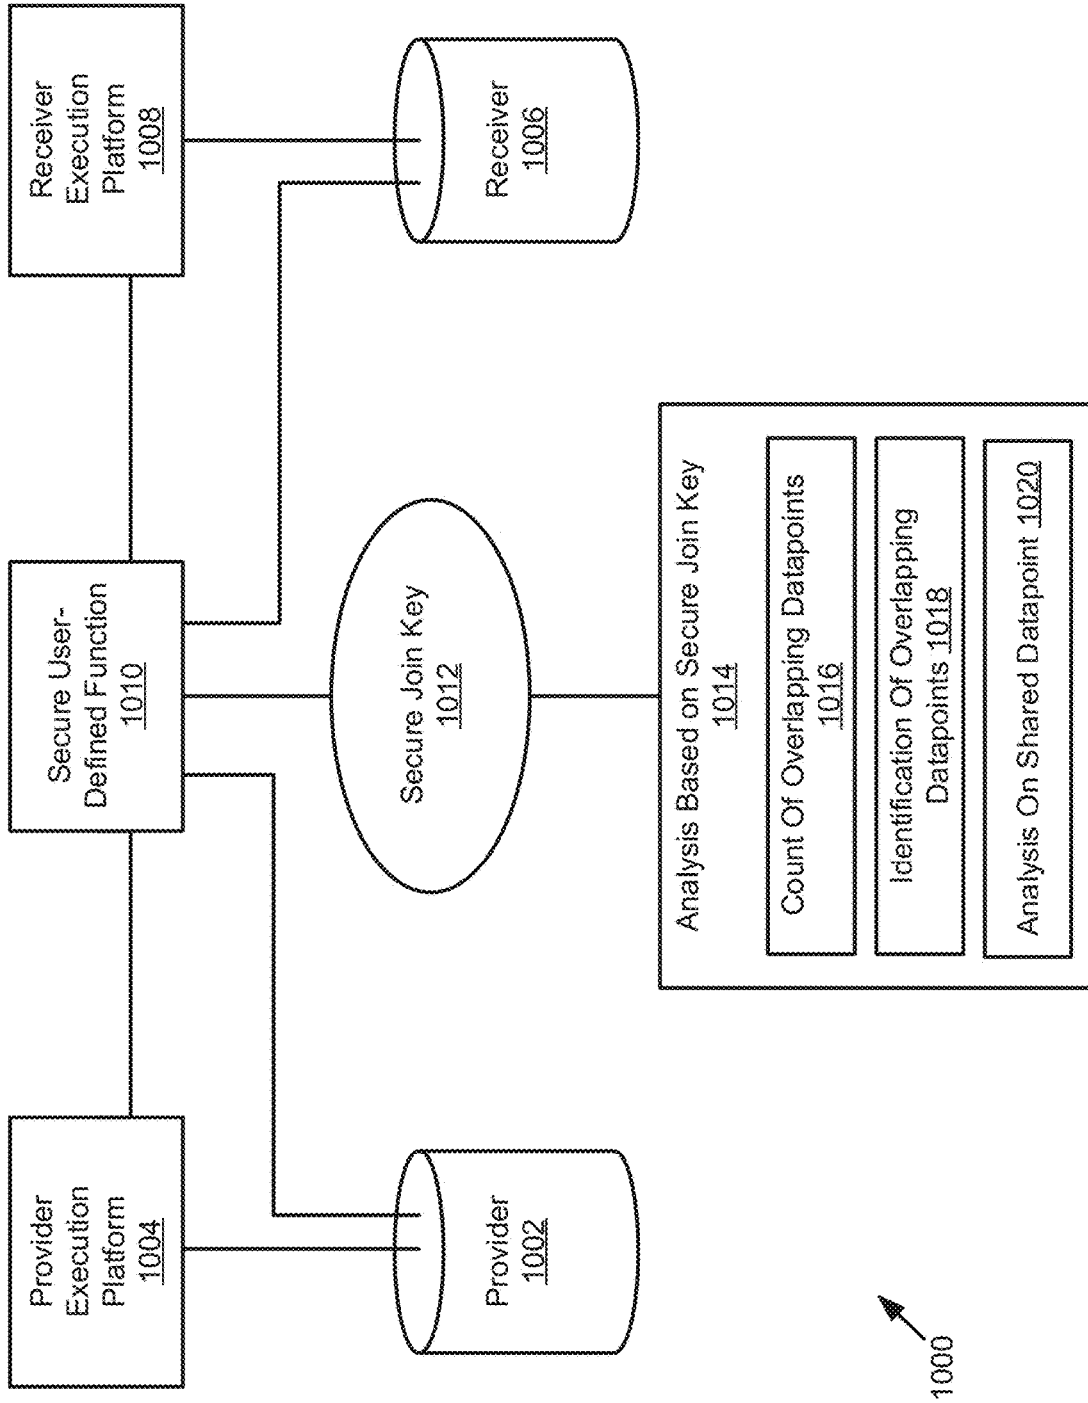 Provider
Execution
Platform
1004
Secure User-
Defined Function
1010
Receiver
Execution
Platform
1008
Provider
1002
Secure Join Key
1012
Receiver
1006
Analysis Based on Secure Join Key
1014
Count Of Overlapping Datapoints
1016
Identification Of Overlapping
Datapoints 1018
Analysis On Shared Datapoint 1020
1000